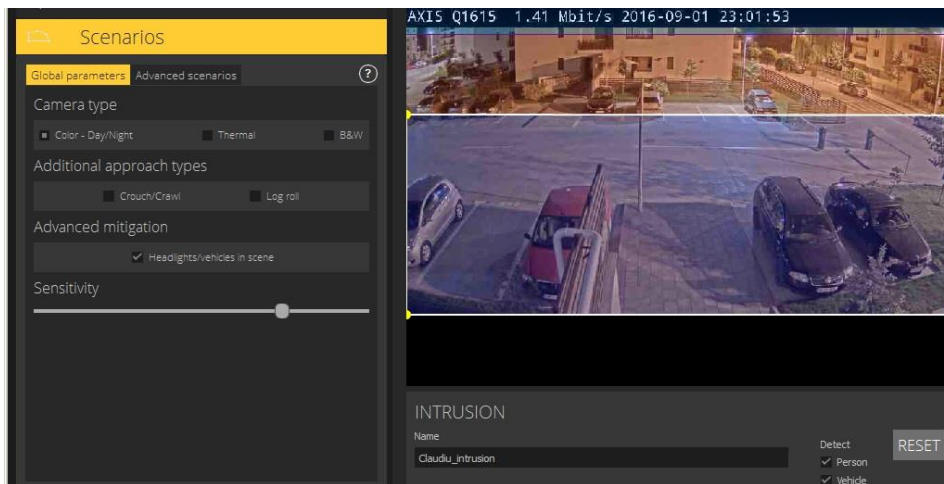 AXIS Q1615 1.41 Mbit/s 2016-09-01 23:01:53
Scenarios
Global parameters Advanced scenarios ?
Camera type
Color - Day/Night Thermal B&W
Additional approach types
Crouch/Crawl Log roll
Advanced mitigation
Headlights/vehicles in scene
Sensitivity
INTRUSION
Name
Claudiu_intrusion
Detect
Person
Vehicle
RESET